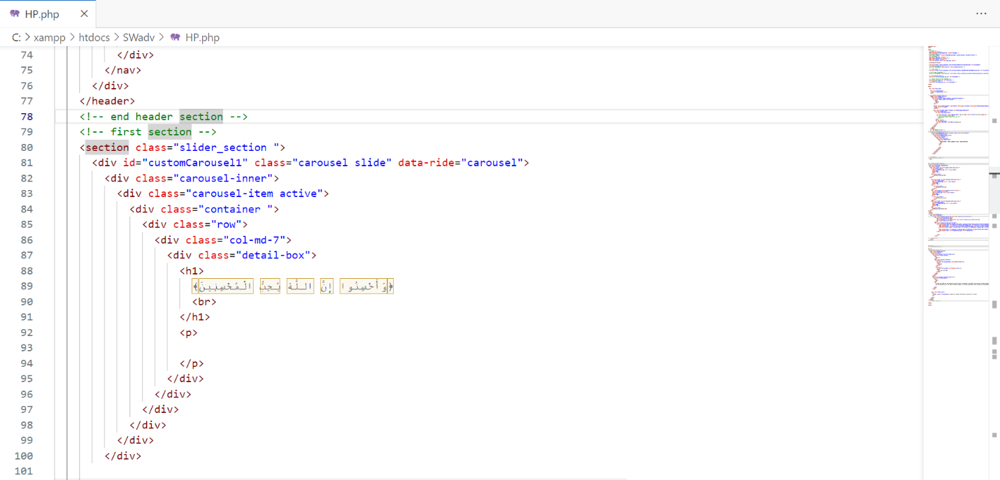 HP.php
C: > xampp > htdocs > SWadv > HP.php
74 </div>
75 </nav>
76 </div>
77 </header>
78 <!-- end header section -->
79 <!-- first section -->
80 <section class="slider_section ">
81 <div id="customCarousel1" class="carousel slide" data-ride="carousel">
82 <div class="carousel-inner">
83 <div class="carousel-item active">
84 <div class="container ">
85 <div class="row">
86 <div class="col-md-7">
87 <div class="detail-box">
88 <h1>
89 ﴿وَأَحْسِنُوا إِنَّ اللَّهَ يُحِبُّ الْمُحْسِنِينَ﴾
90 <br>
91 </h1>
92 <p>
93
94 </p>
95 </div>
96 </div>
97 </div>
98 </div>
99 </div>
100 </div>
101